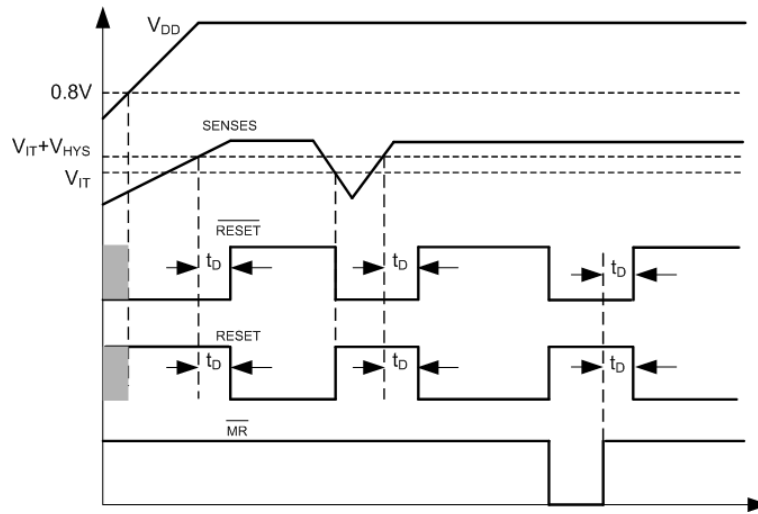 VDD
0.8V
SENSES
VIT+VHYS
VIT
RESET
tD tD tD
RESET
tD tD tD
MR